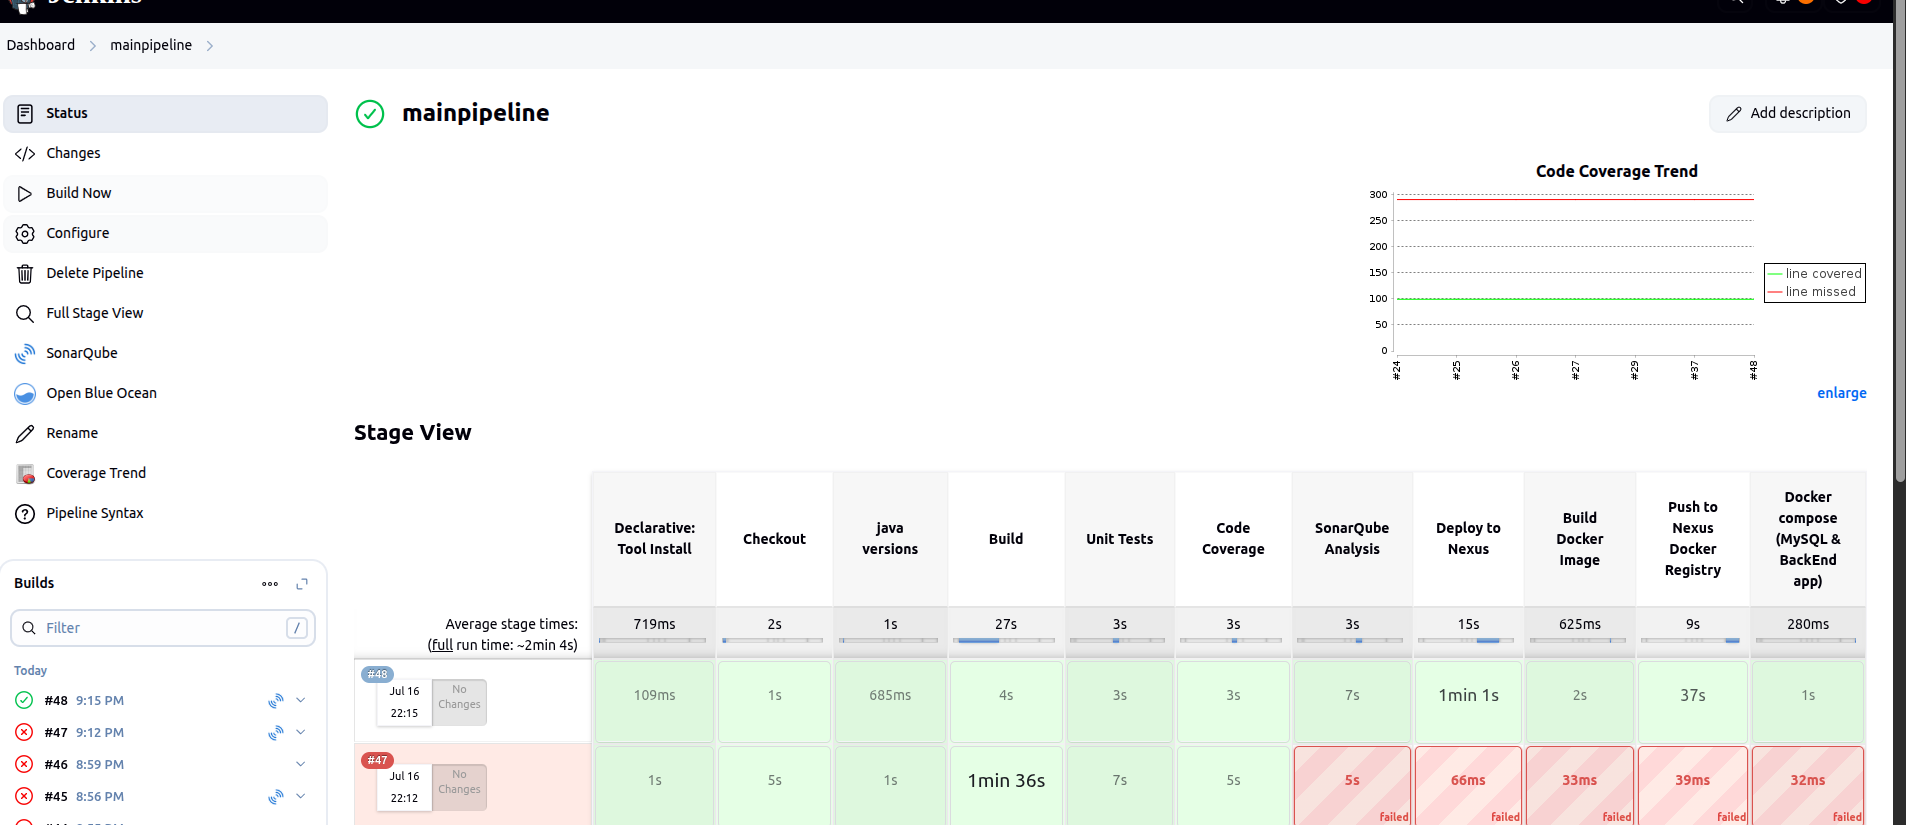 Jenkins
Dashboard
mainpipeline
Status
Changes
Build Now
Configure
Delete Pipeline
Full Stage View
SonarQube
Open Blue Ocean
Rename
Coverage Trend
Pipeline Syntax
Builds
Filter
/
Today
#48 9:15 PM
#47 9:12 PM
#46 8:59 PM
#45 8:56 PM
mainpipeline
Add description
Code Coverage Trend
300
250
200
150
100
50
0
#24
#25
#26
#27
#29
#37
#48
line covered
line missed
enlarge
Stage View
Declarative:
Tool Install
Checkout
java
versions
Build
Unit Tests
Code
Coverage
SonarQube
Analysis
Deploy to
Nexus
Build
Docker
Image
Push to
Nexus
Docker
Registry
Docker
compose
(MySQL &
BackEnd
app)
Average stage times:
(full run time: ~2min 4s)
719ms
2s
1s
27s
3s
3s
3s
15s
625ms
9s
280ms
#48
Jul 16
22:15
No
Changes
109ms
1s
685ms
4s
3s
3s
7s
1min 1s
2s
37s
1s
#47
Jul 16
22:12
No
Changes
1s
5s
1s
1min 36s
7s
5s
5s
failed
66ms
failed
33ms
failed
39ms
failed
32ms
failed